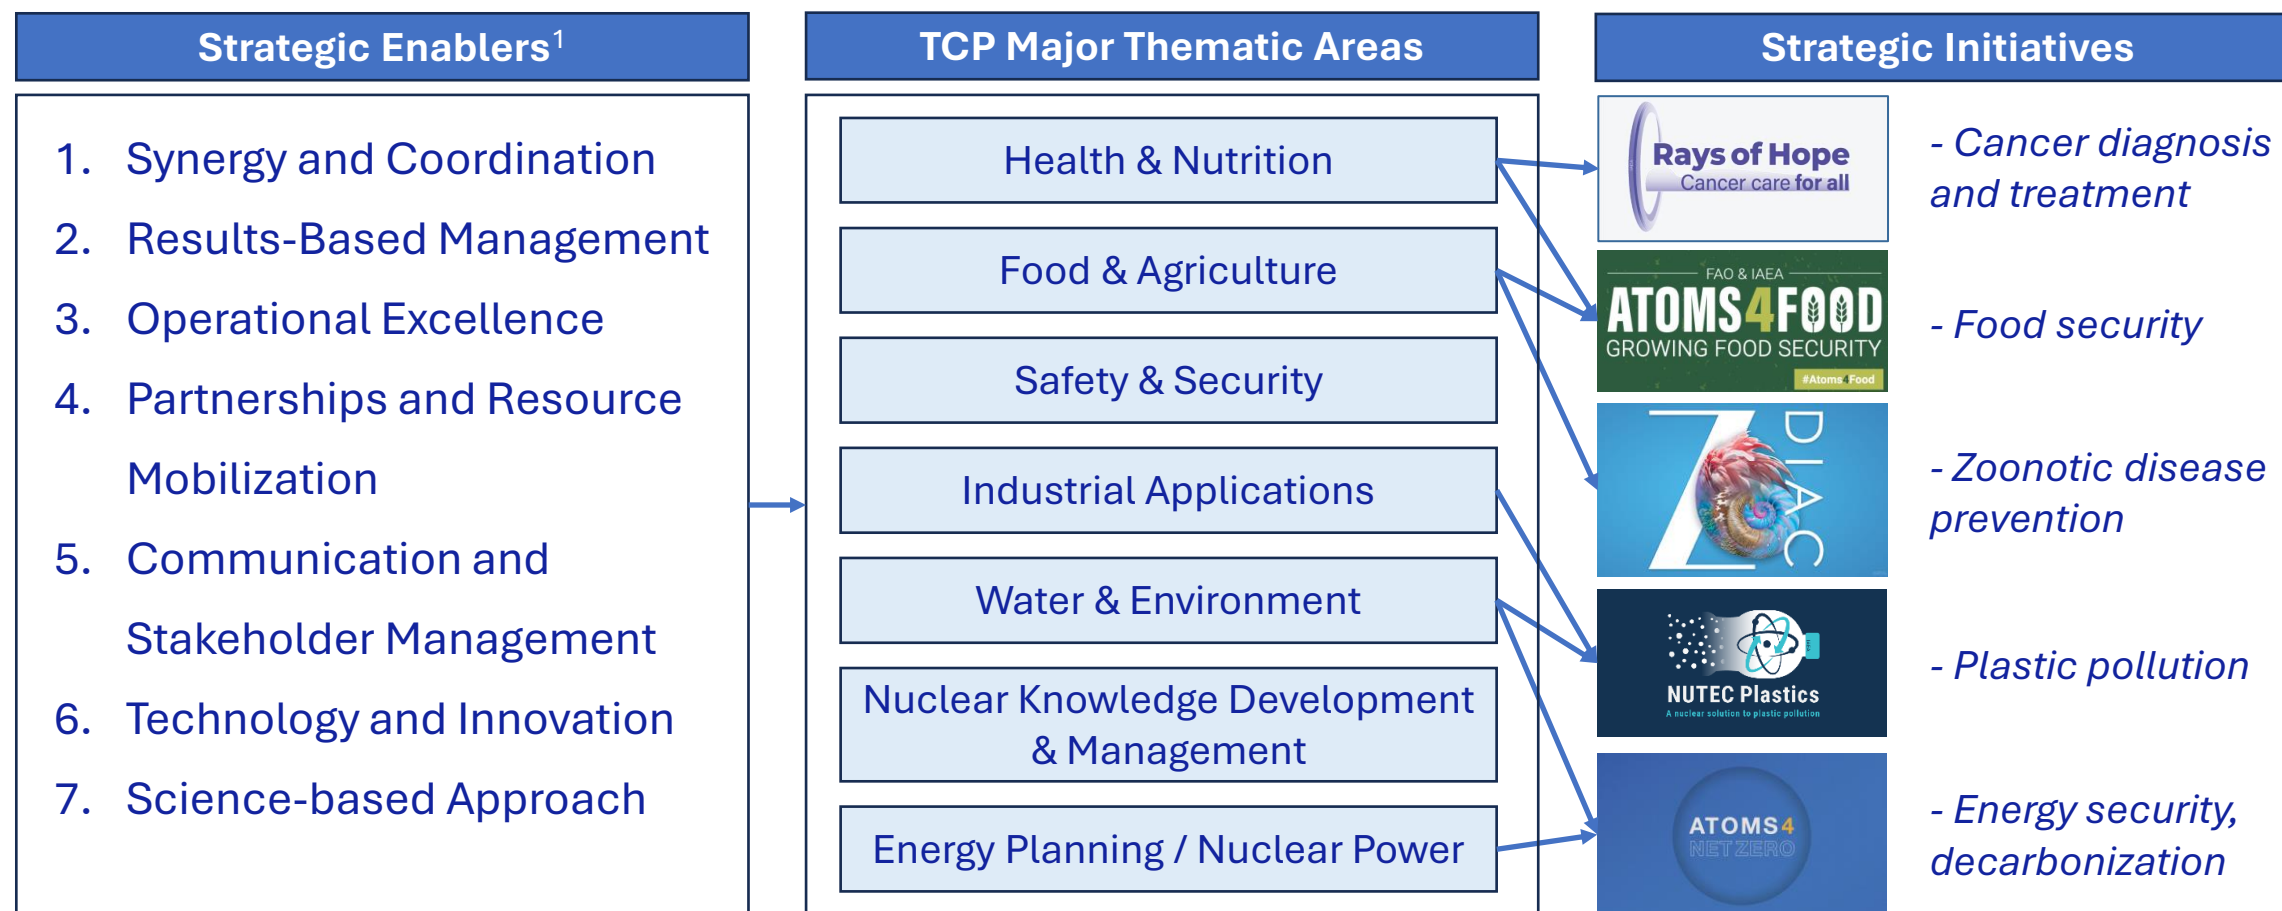 Strategic Enablers¹
1. Synergy and Coordination
2. Results-Based Management
3. Operational Excellence
4. Partnerships and Resource
Mobilization
5. Communication and
Stakeholder Management
6. Technology and Innovation
7. Science-based Approach
TCP Major Thematic Areas
Health & Nutrition
Food & Agriculture
Safety & Security
Industrial Applications
Water & Environment
Nuclear Knowledge Development
& Management
Energy Planning / Nuclear Power
Strategic Initiatives
Rays of Hope
Cancer care for all
- Cancer diagnosis
and treatment
FAO & IAEA
ATOMS4FOOD
GROWING FOOD SECURITY
#Atoms4Food
- Food security
ZODIAC
- Zoonotic disease
prevention
NUTEC Plastics
A nuclear solution to plastic pollution
- Plastic pollution
ATOMS4
NETZERO
- Energy security,
decarbonization